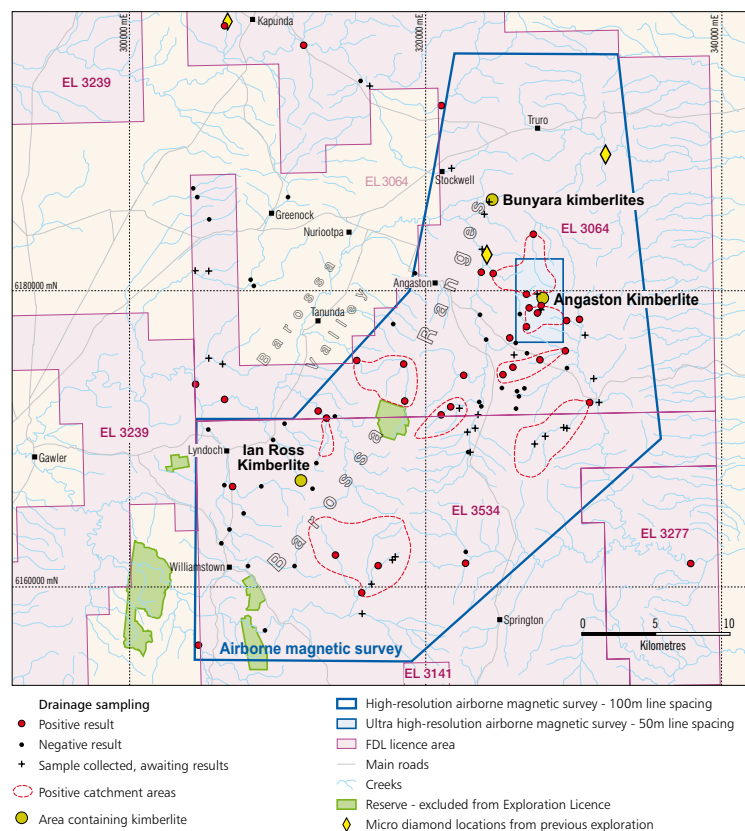 300000 mE
320000 mE
340000 mE
Kapunda
EL 3239
Truro
EL 3064
Stockwell
Bunyara kimberlites
Greenock
EL 3064
Nuriootpa
Angaston
6180000 mN
Angaston Kimberlite
Tanunda
Barossa
Valley
Barossa Ranges
EL 3239
Lyndoch
Ian Ross
Kimberlite
Gawler
EL 3534
EL 3277
Williamstown
6160000 mN
Springton
0 5 10
Kilometres
Airborne magnetic survey
EL 3141
Drainage sampling
Positive result
Negative result
Sample collected, awaiting results
Positive catchment areas
Area containing kimberlite
High-resolution airborne magnetic survey - 100m line spacing
Ultra high-resolution airborne magnetic survey - 50m line spacing
FDL licence area
Main roads
Creeks
Reserve - excluded from Exploration Licence
Micro diamond locations from previous exploration